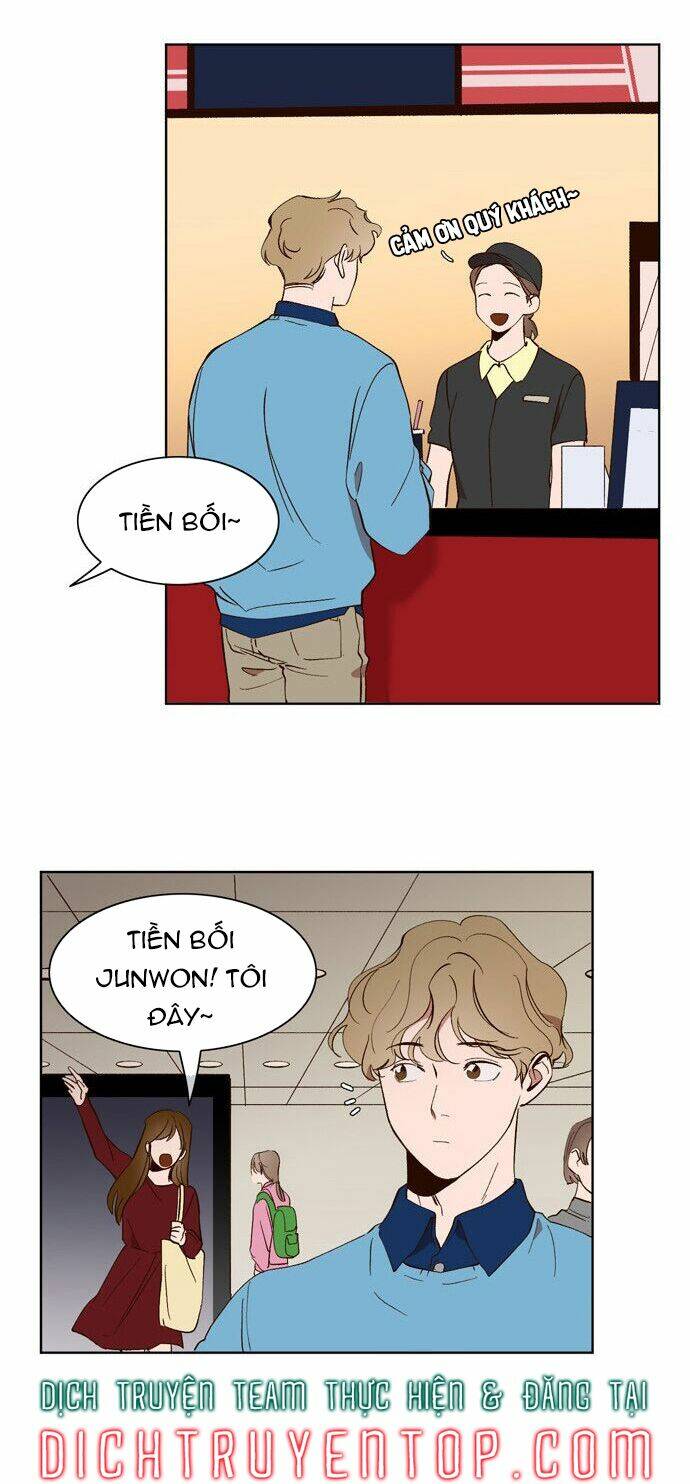 CẢM ƠN QUÝ KHÁCH~
TIỀN BỐI~
TIỀN BỐI
JUNWON! TÔI
ĐÂY~
DỊCH TRUYỆN TEAM THỰC HIỆN & ĐĂNG TẠI
DICHTRUYENTOP.COM